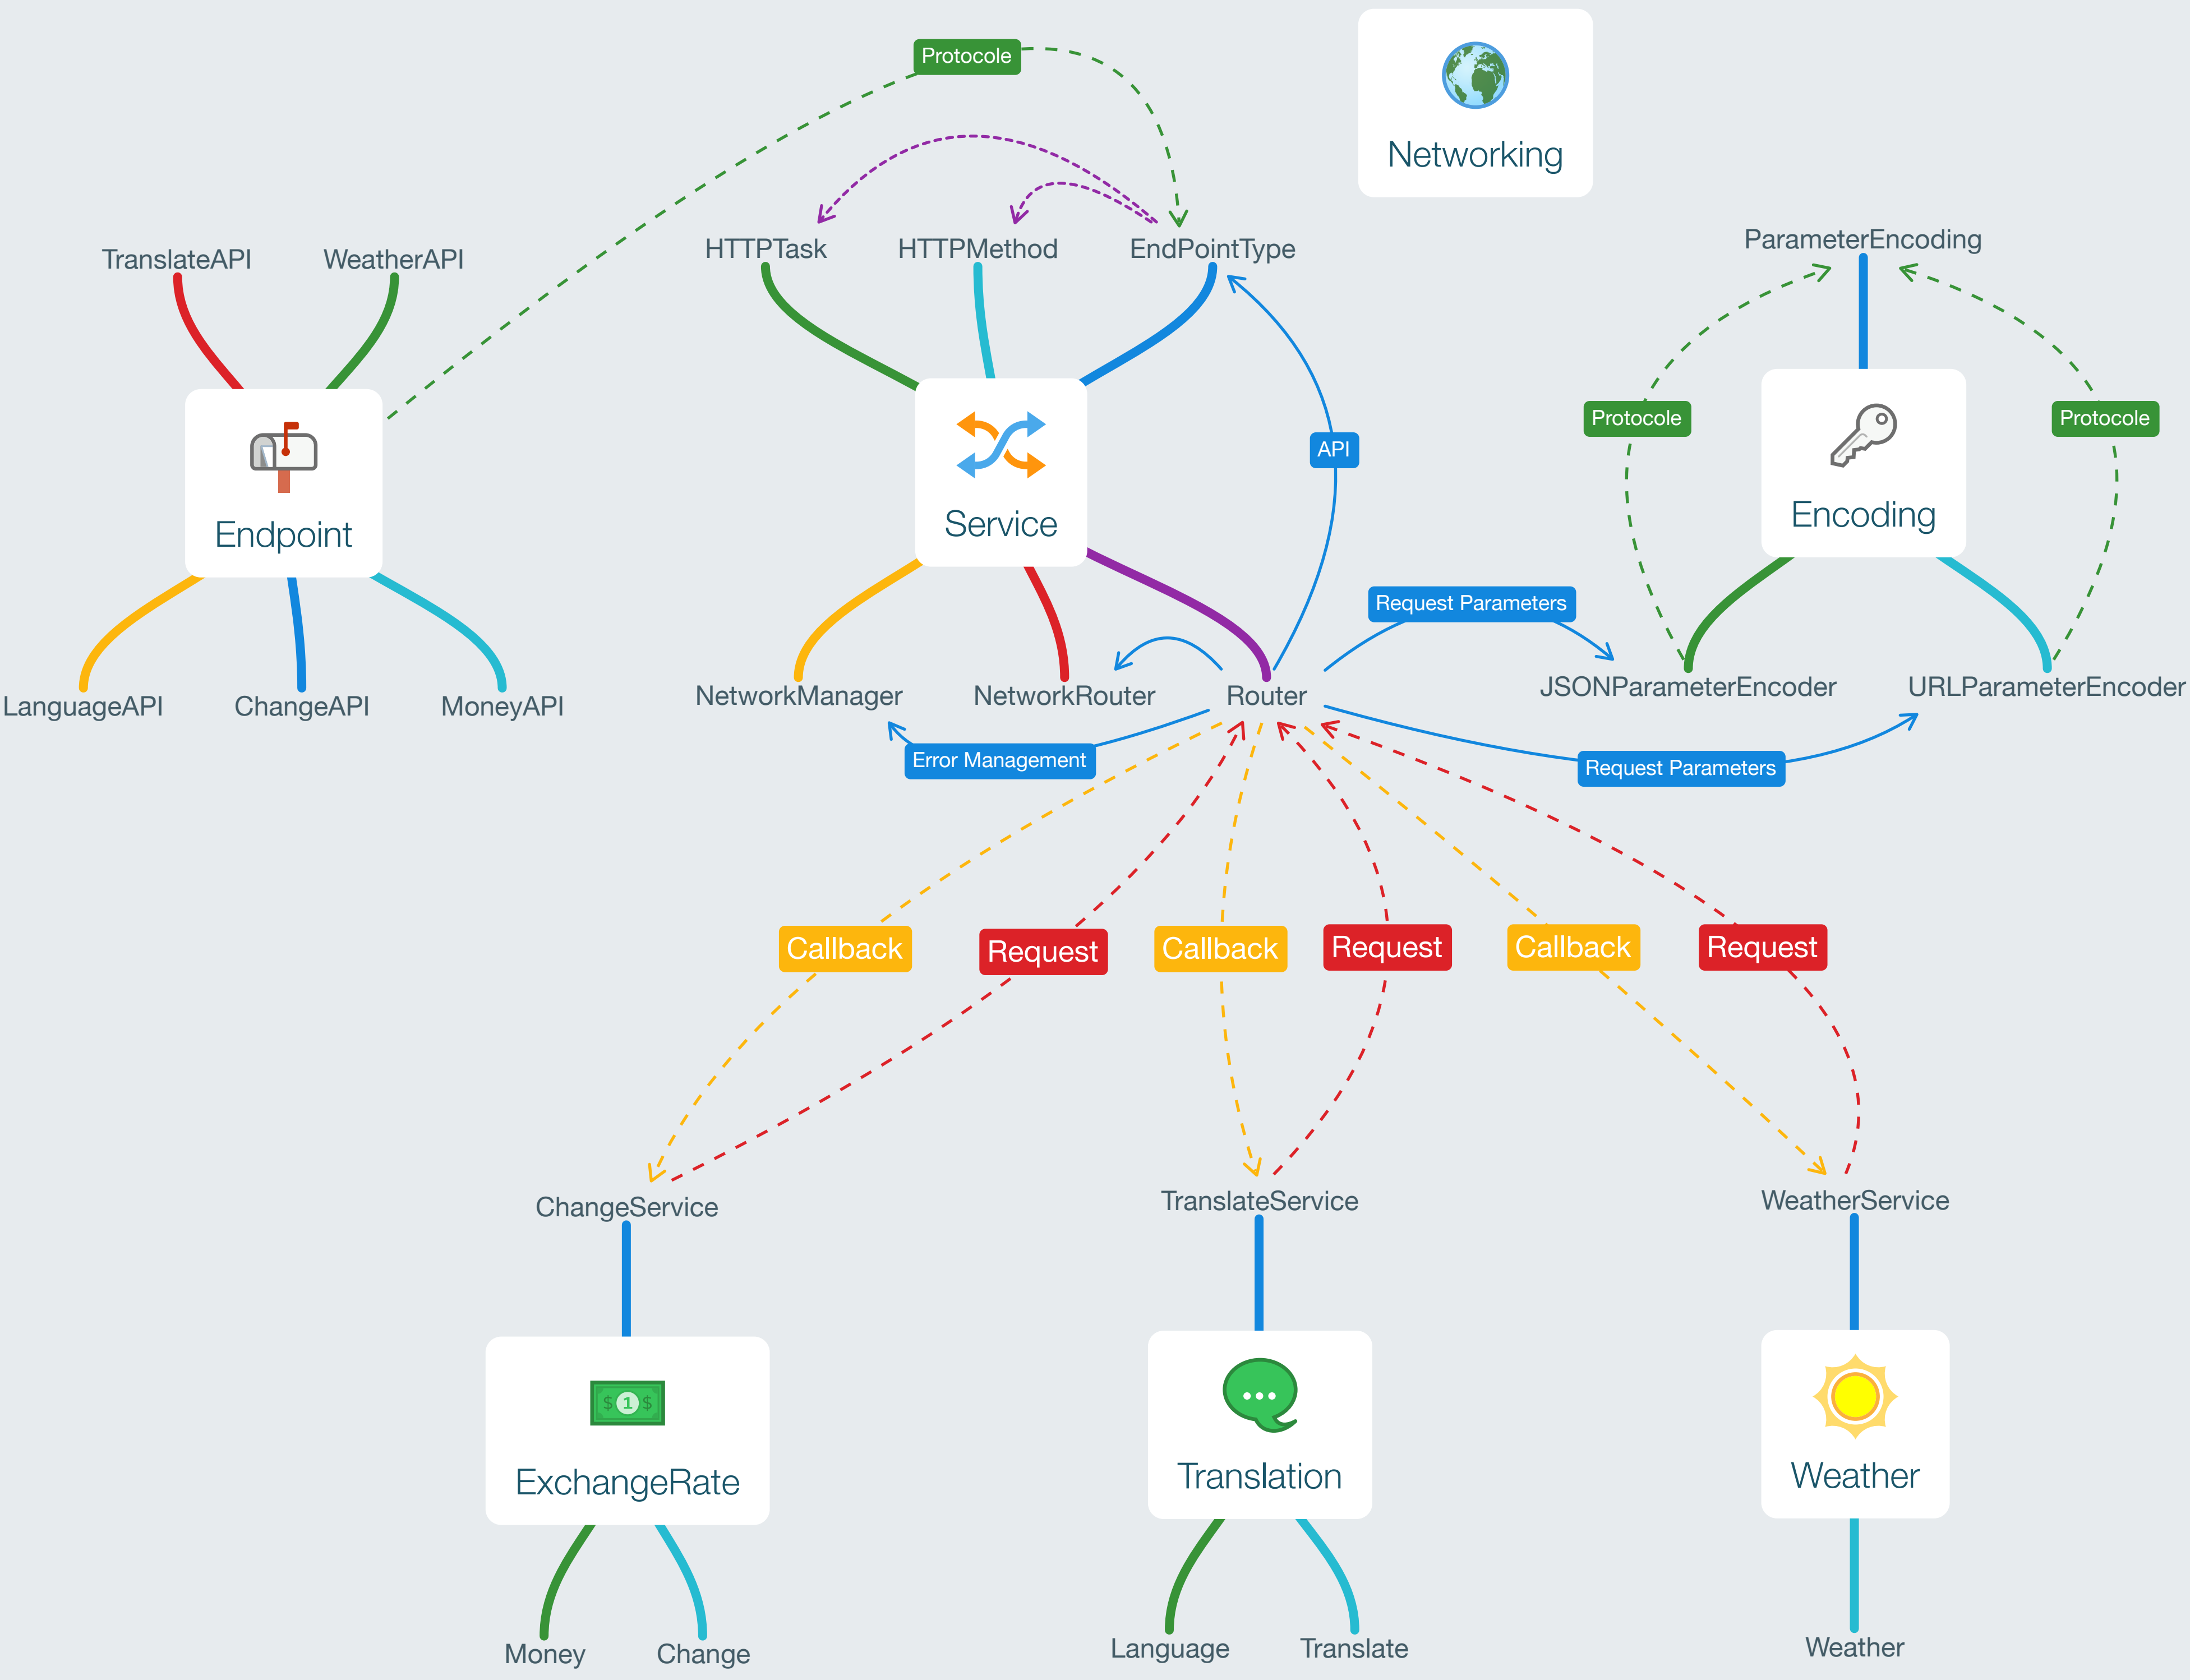 Protocole
Networking
TranslateAPI
WeatherAPI
HTTPTask
HTTPMethod
EndPointType
ParameterEncoding
Protocole
Protocole
API
Endpoint
Service
Encoding
Request Parameters
LanguageAPI
ChangeAPI
MoneyAPI
NetworkManager
NetworkRouter
Router
JSONParameterEncoder
URLParameterEncoder
Error Management
Request Parameters
Callback
Request
Callback
Request
Callback
Request
ChangeService
TranslateService
WeatherService
$ 1 $
ExchangeRate
Translation
Weather
Money
Change
Language
Translate
Weather